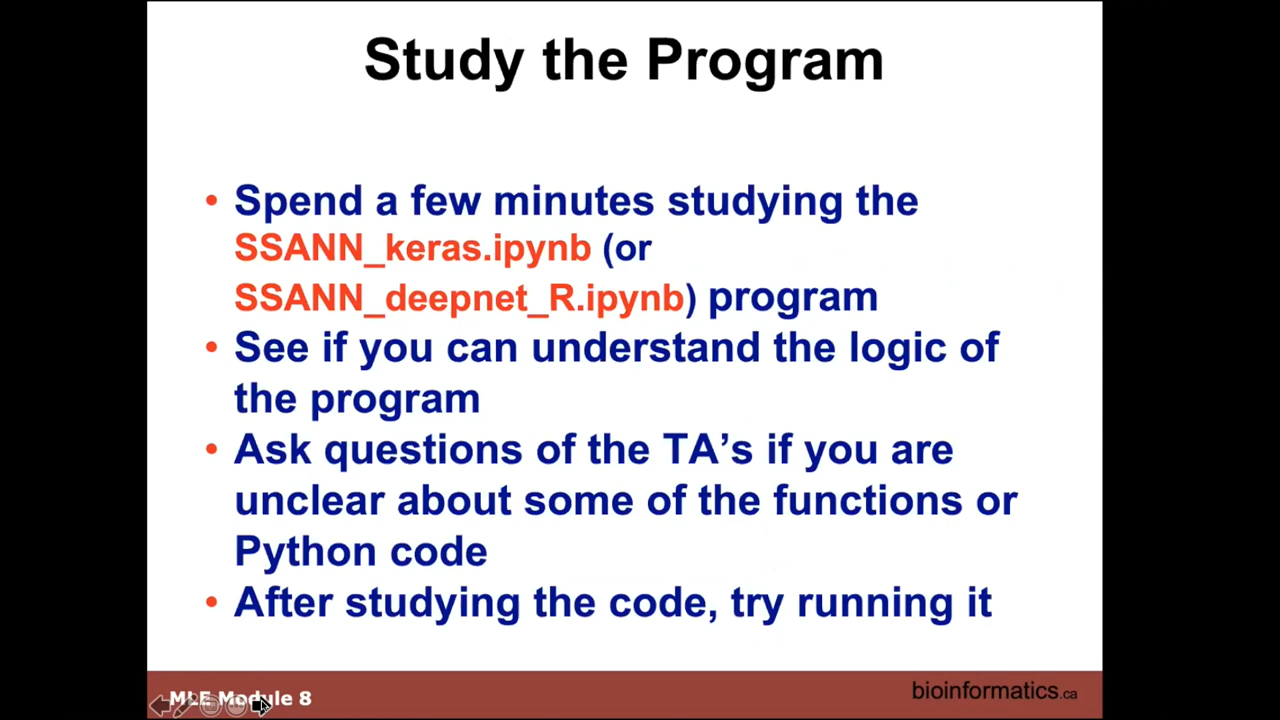 Study the Program
• Spend a few minutes studying the
SSANN_keras.ipynb (or
SSANN_deepnet_R.ipynb) program
• See if you can understand the logic of
the program
• Ask questions of the TA’s if you are
unclear about some of the functions or
Python code
• After studying the code, try running it
MLE Module 8
bioinformatics.ca